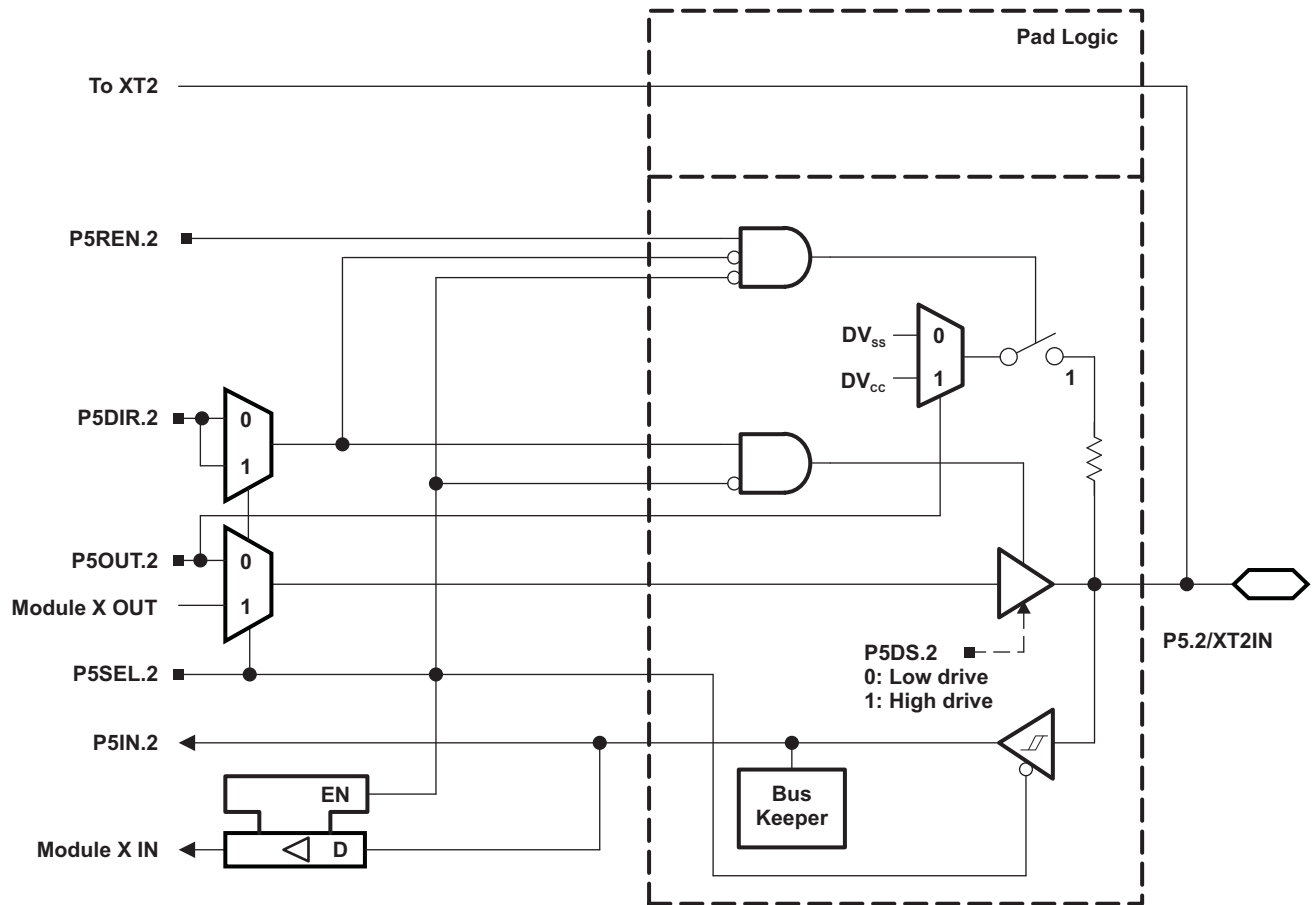 Pad Logic
To XT2
P5REN.2
DVss 0
DVcc 1
1
P5DIR.2 0
1
P5OUT.2 0
Module X OUT 1
P5DS.2
0: Low drive
1: High drive
P5.2/XT2IN
P5SEL.2
P5IN.2
EN
Bus
Keeper
Module X IN
D